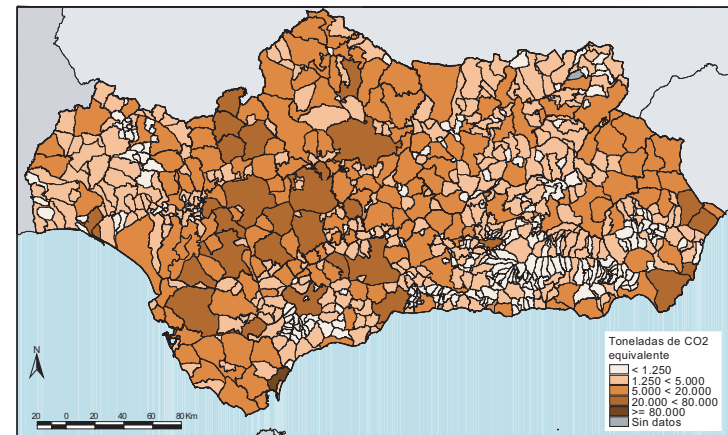 Toneladas de CO2
equivalente
< 1.250
1.250 < 5.000
5.000 < 20.000
20.000 < 80.000
>= 80.000
Sin datos
N
20 0 20 40 60 80 Km